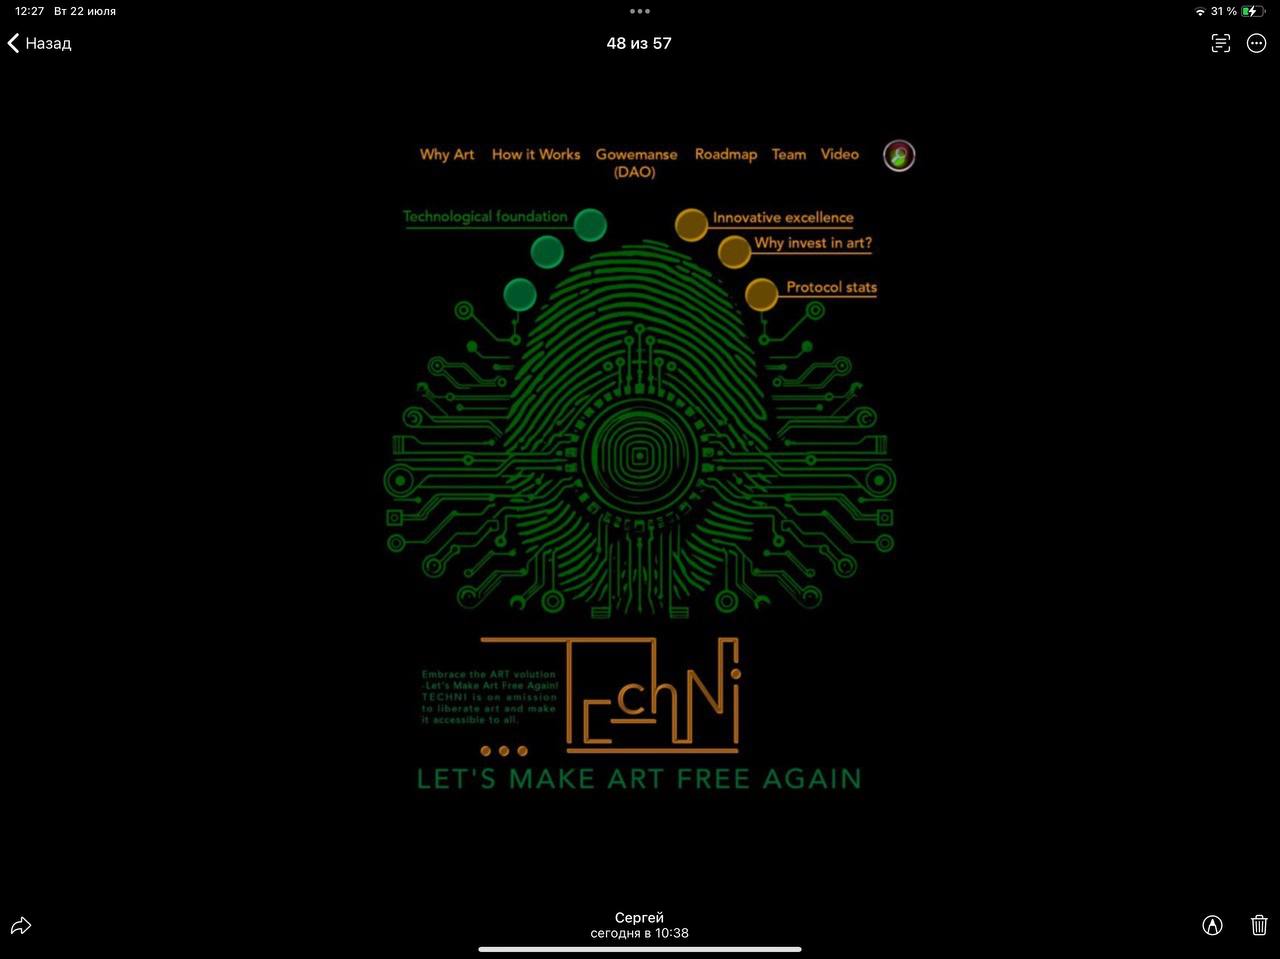 12:27 Вт 22 июля
31 %
Назад
48 из 57
Why Art How it Works Gowemanse Roadmap Team Video
(DAO)
Technological foundation
Innovative excellence
Why invest in art?
Protocol stats
Embrace the ART volution
-Let's Make Art Free Again!
TECHN1 is on emission
to liberate art and make
it accessible to all.
TEchNi
LET'S MAKE ART FREE AGAIN
Сергей
сегодня в 10:38